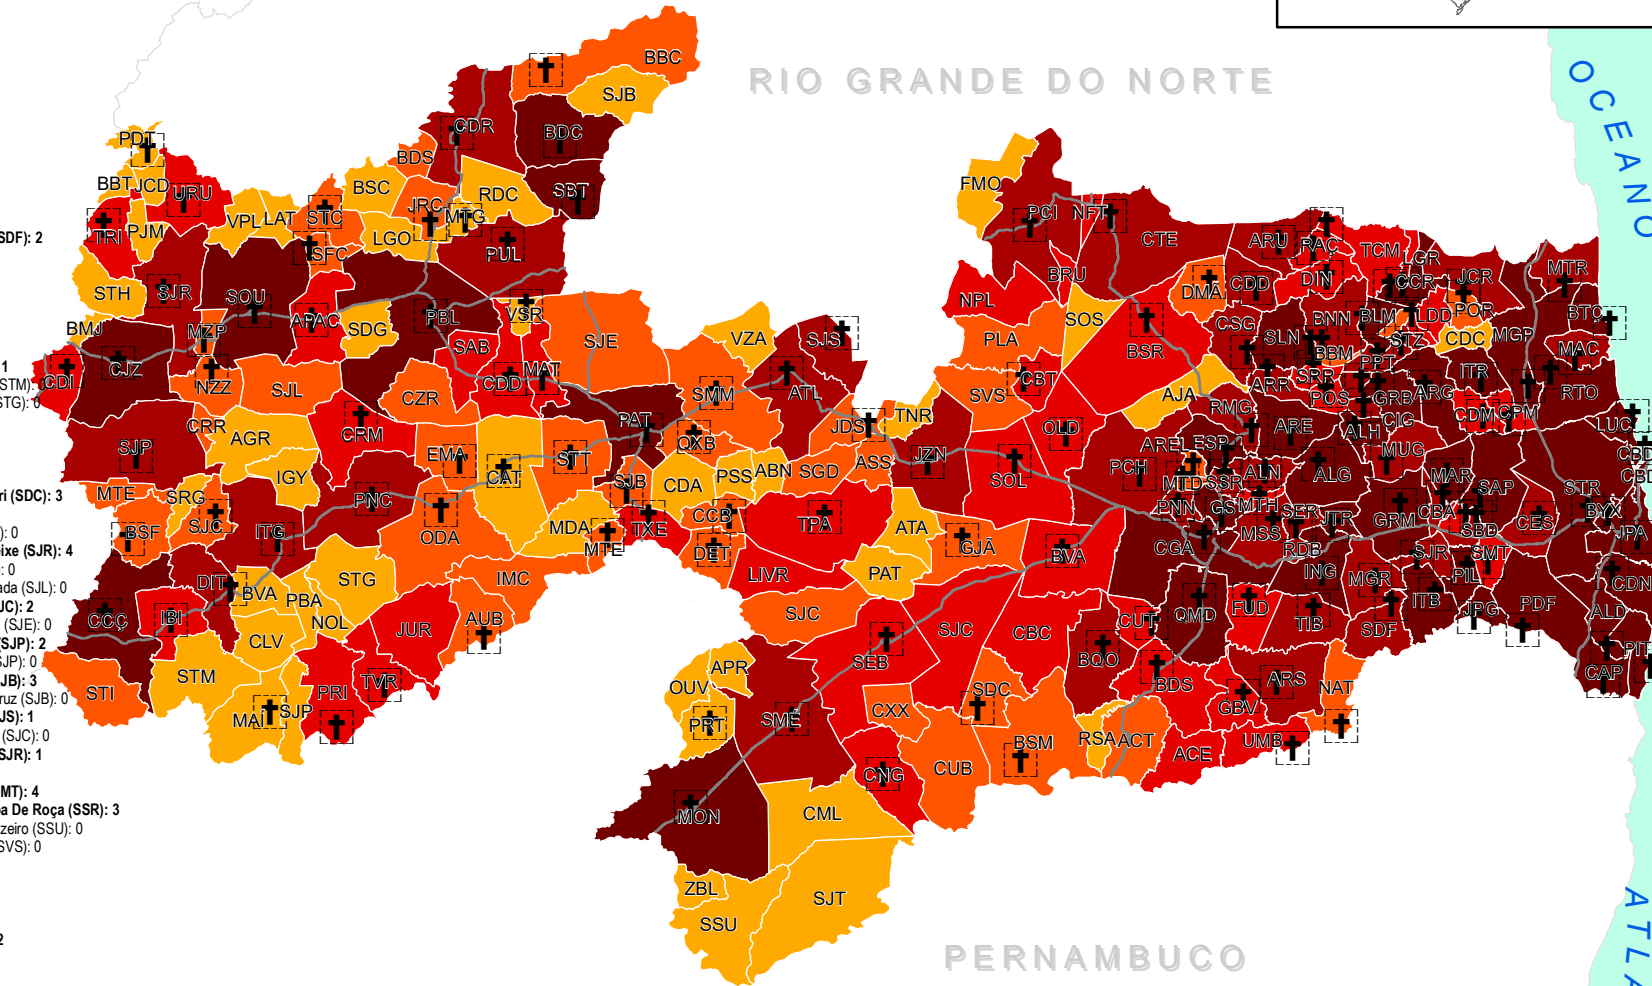 RIO GRANDE DO NORTE
OCEANO
ATL
PERNAMBUCO
SDF): 2
1
STM):
STG): 0
ri (SDC): 3
): 0
eixe (SJR): 4
: 0
ada (SJL): 0
JC): 2
(SJE): 0
(SJP): 2
SJP): 0
JB): 3
ruz (SJB): 0
JS): 1
(SJC): 0
SJR): 1
MT): 4
a De Roça (SSR): 3
zeiro (SSU): 0
SVS): 0
2
BBC
SJB
CDR
BDC
PDT
BDS
BBT
JCD
URU
BSC
RDC
SBT
VPL
LAT
STC
JRC
MTG
TRI
PJM
LGO
SFC
PUL
STH
SJR
SOU
BMJ
MZP
APAC
SDG
PBL
VSR
SAB
SJE
VZA
SJS
CDI
CJZ
NZZ
SJL
CZR
CDD
MAT
SMM
ATL
CRR
AGR
CRM
PAT
QXB
JDS
TNR
SJP
EMA
CAT
STT
IGY
SJB
CDA
PSS
ABN
SGD
ASS
JZN
MTE
SRG
SJC
PNC
BSF
ITG
ODA
MDA
MTE
TXE
CCB
TPA
ATA
GJÃ
DET
DIT
BVA
STG
IMC
LIVR
PAT
BVA
PBA
CCÇ
IBI
NOL
JUR
AUB
SJC
CLV
STM
STI
PRI
TVR
MAI
SJP
SEB
SJC
CBC
APR
OUV
PRT
SME
CXX
SDC
CNG
CUB
BSM
RSA
ACT
MON
CML
ZBL
SSU
SJT
FMO
PCI
NFT
CTE
ARU
RAC
TCM
LGR
BRU
NPL
DMA
CDD
DIN
CCR
JCR
MTR
SOS
PLA
BSR
CSG
SLN
BNN
BLM
LDD
POR
BTC
BBM
STZ
CDC
MGP
MAC
SVS
CBT
AJA
ARR
SRR
PPT
ITR
RTO
POS
GRB
ARG
RMG
CDM
CPM
OLD
CIG
LUC
AREL
ESP
ARE
ALH
MUG
CBD
SOL
PCH
MTD
SSR
ALN
ALG
MAR
SAP
STR
CBD
PNN
GS
MTH
SER
JTR
GRM
CBA
SBD
CES
BYX
JPA
CGA
MSS
RDB
SJR
SMT
ING
MGR
PIL
CDN
CUT
QMD
FUD
TIB
SDF
ITB
JPG
PDF
ALD
PIT
BQO
BDS
ARS
NAT
CAP
GBV
ACE
UMB